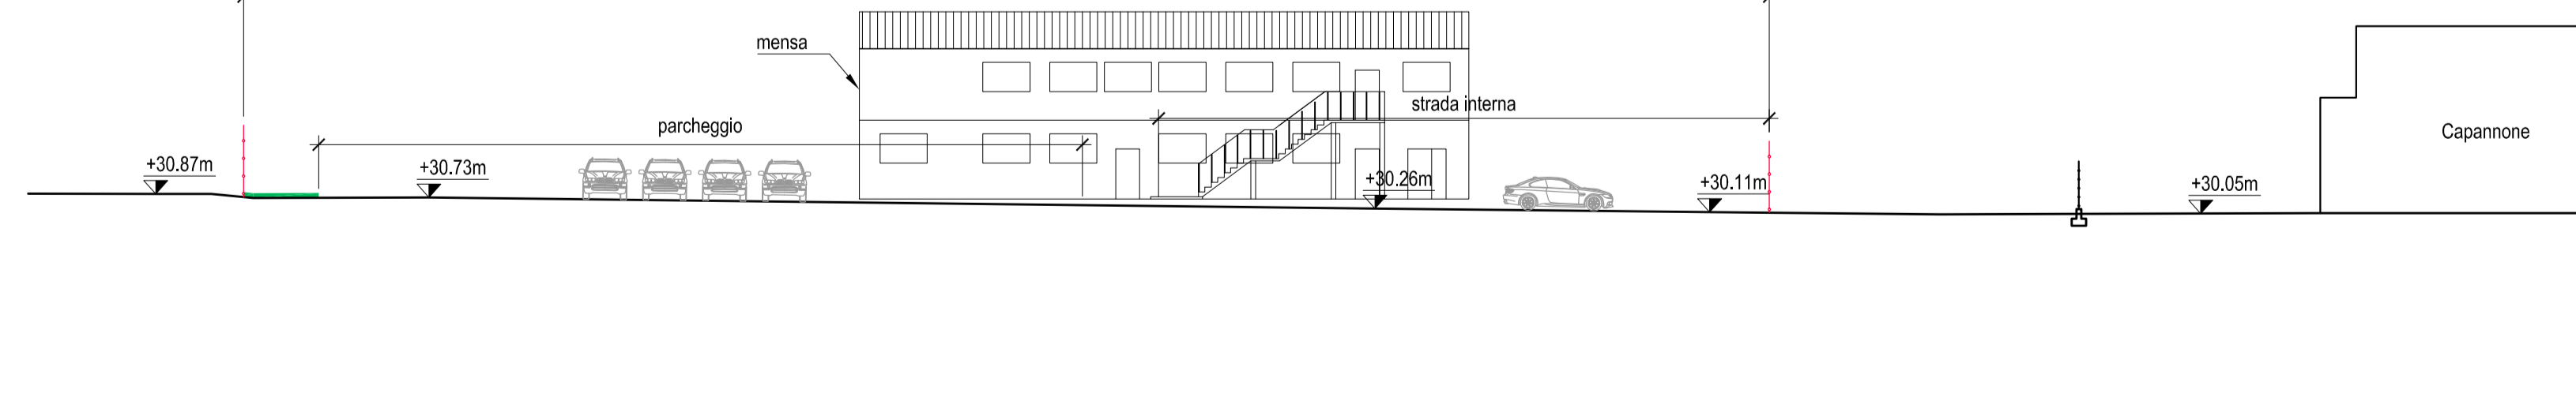 mensa
strada interna
parcheggio
Capannone
+30.87m
+30.73m
+30.26m
+30.11m
+30.05m